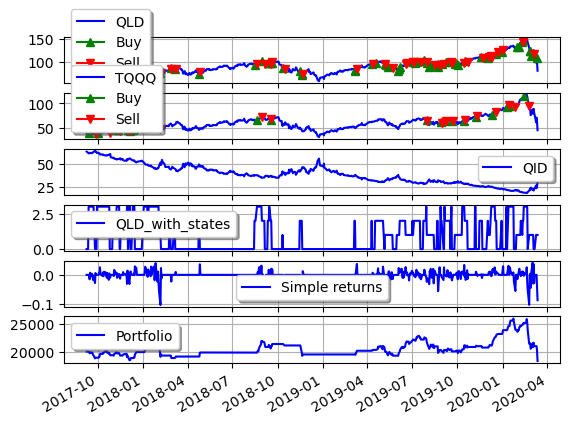 QLD
Buy
Sell
150
100
TQQQ
Buy
Sell
100
50
QID
50
25
QLD_with_states
2.5
0.0
Simple returns
0.0
−0.1
Portfolio
25000
20000
2017-10 2018-01 2018-04 2018-07 2018-10 2019-01 2019-04 2019-07 2019-10 2020-01 2020-04